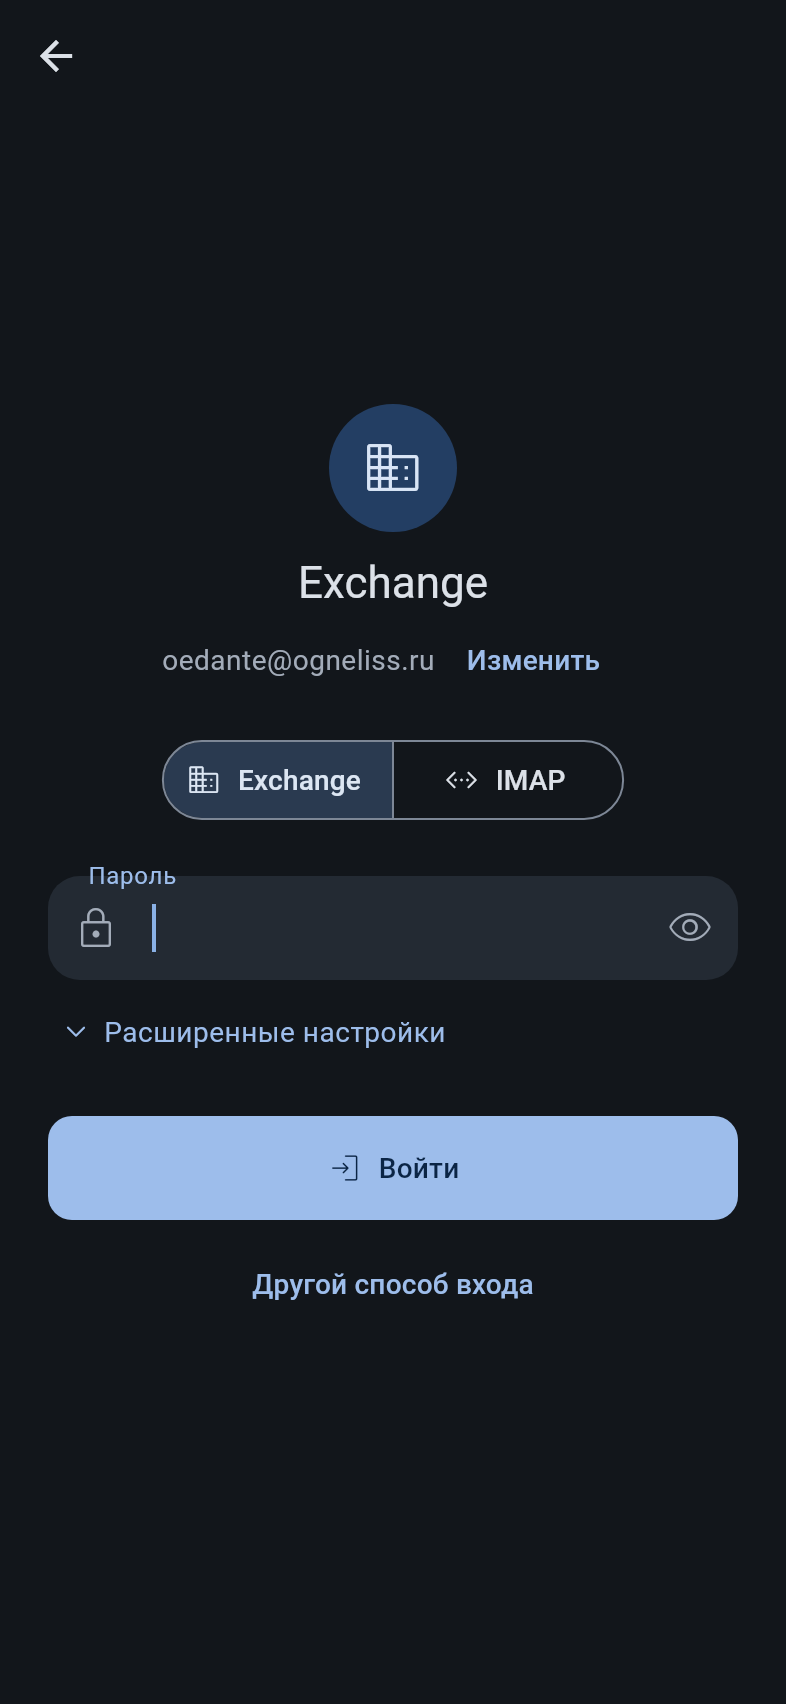 Exchange
oedante@ogneliss.ru Изменить
Exchange IMAP
Пароль
Расширенные настройки
Войти
Другой способ входа